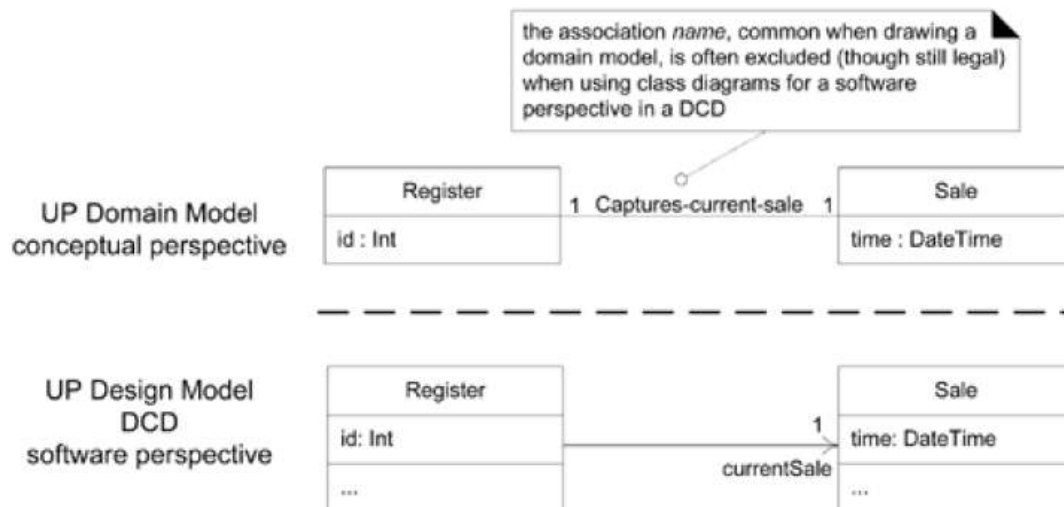 the association name, common when drawing a
domain model, is often excluded (though still legal)
when using class diagrams for a software
perspective in a DCD
UP Domain Model
conceptual perspective
Register
id : Int
1 Captures-current-sale 1
Sale
time : DateTime
UP Design Model
DCD
software perspective
Register
id: Int
...
1
currentSale
Sale
time: DateTime
...